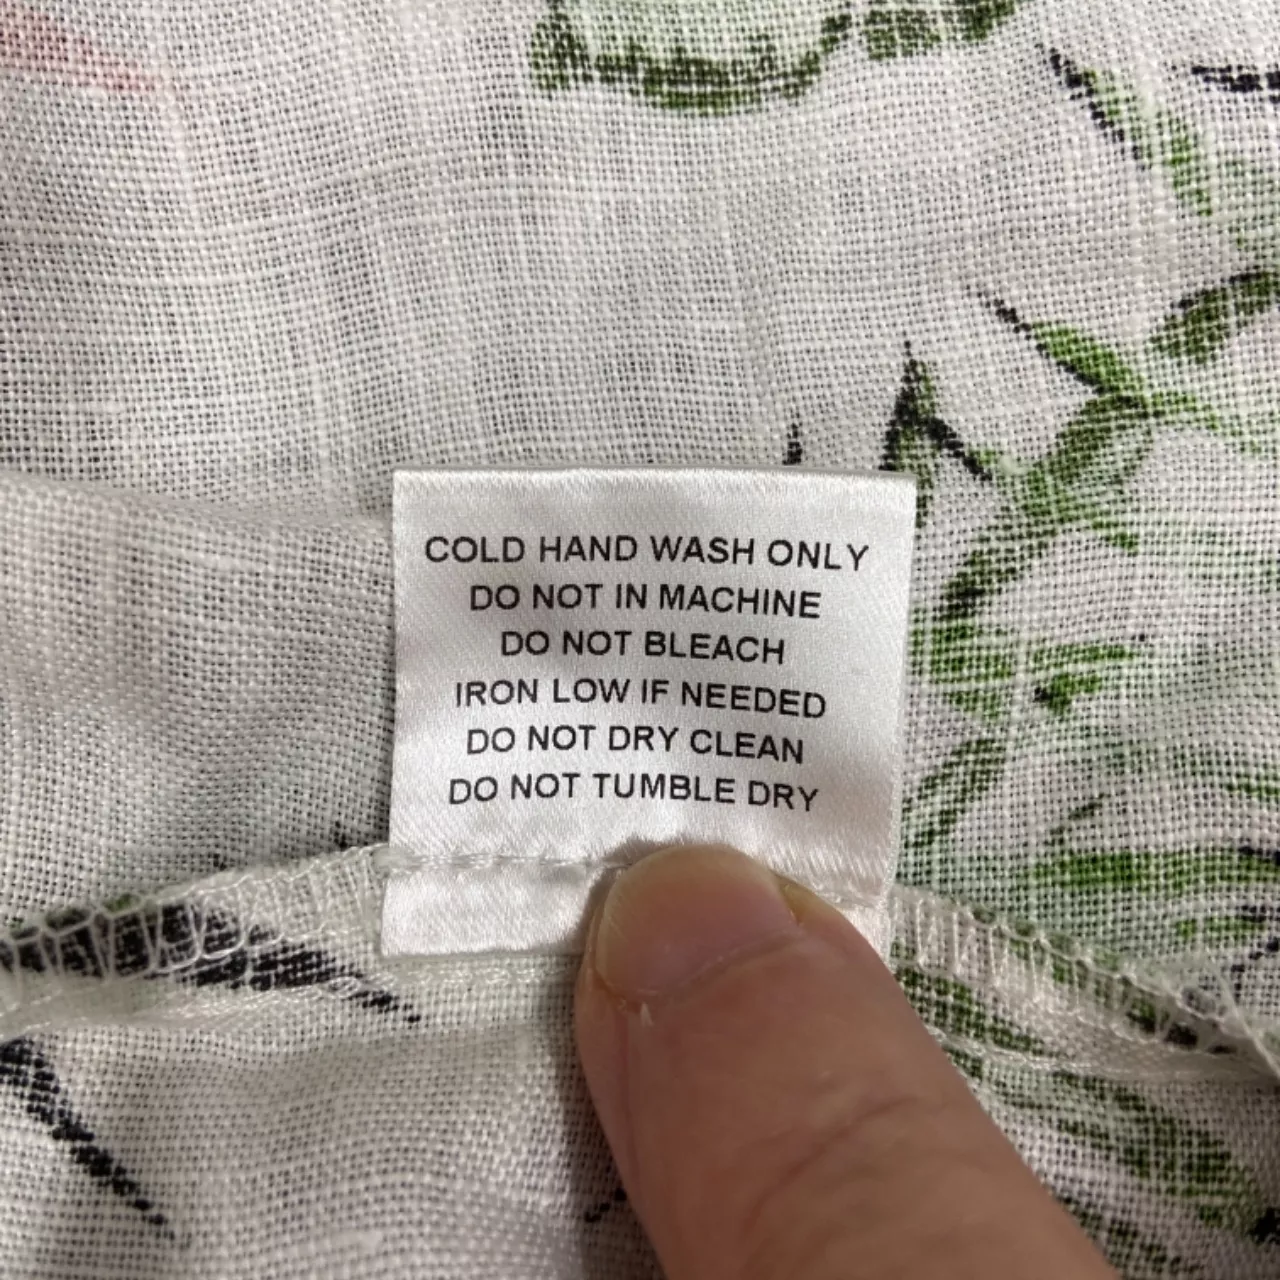 COLD HAND WASH ONLY
DO NOT IN MACHINE
DO NOT BLEACH
IRON LOW IF NEEDED
DO NOT DRY CLEAN
DO NOT TUMBLE DRY